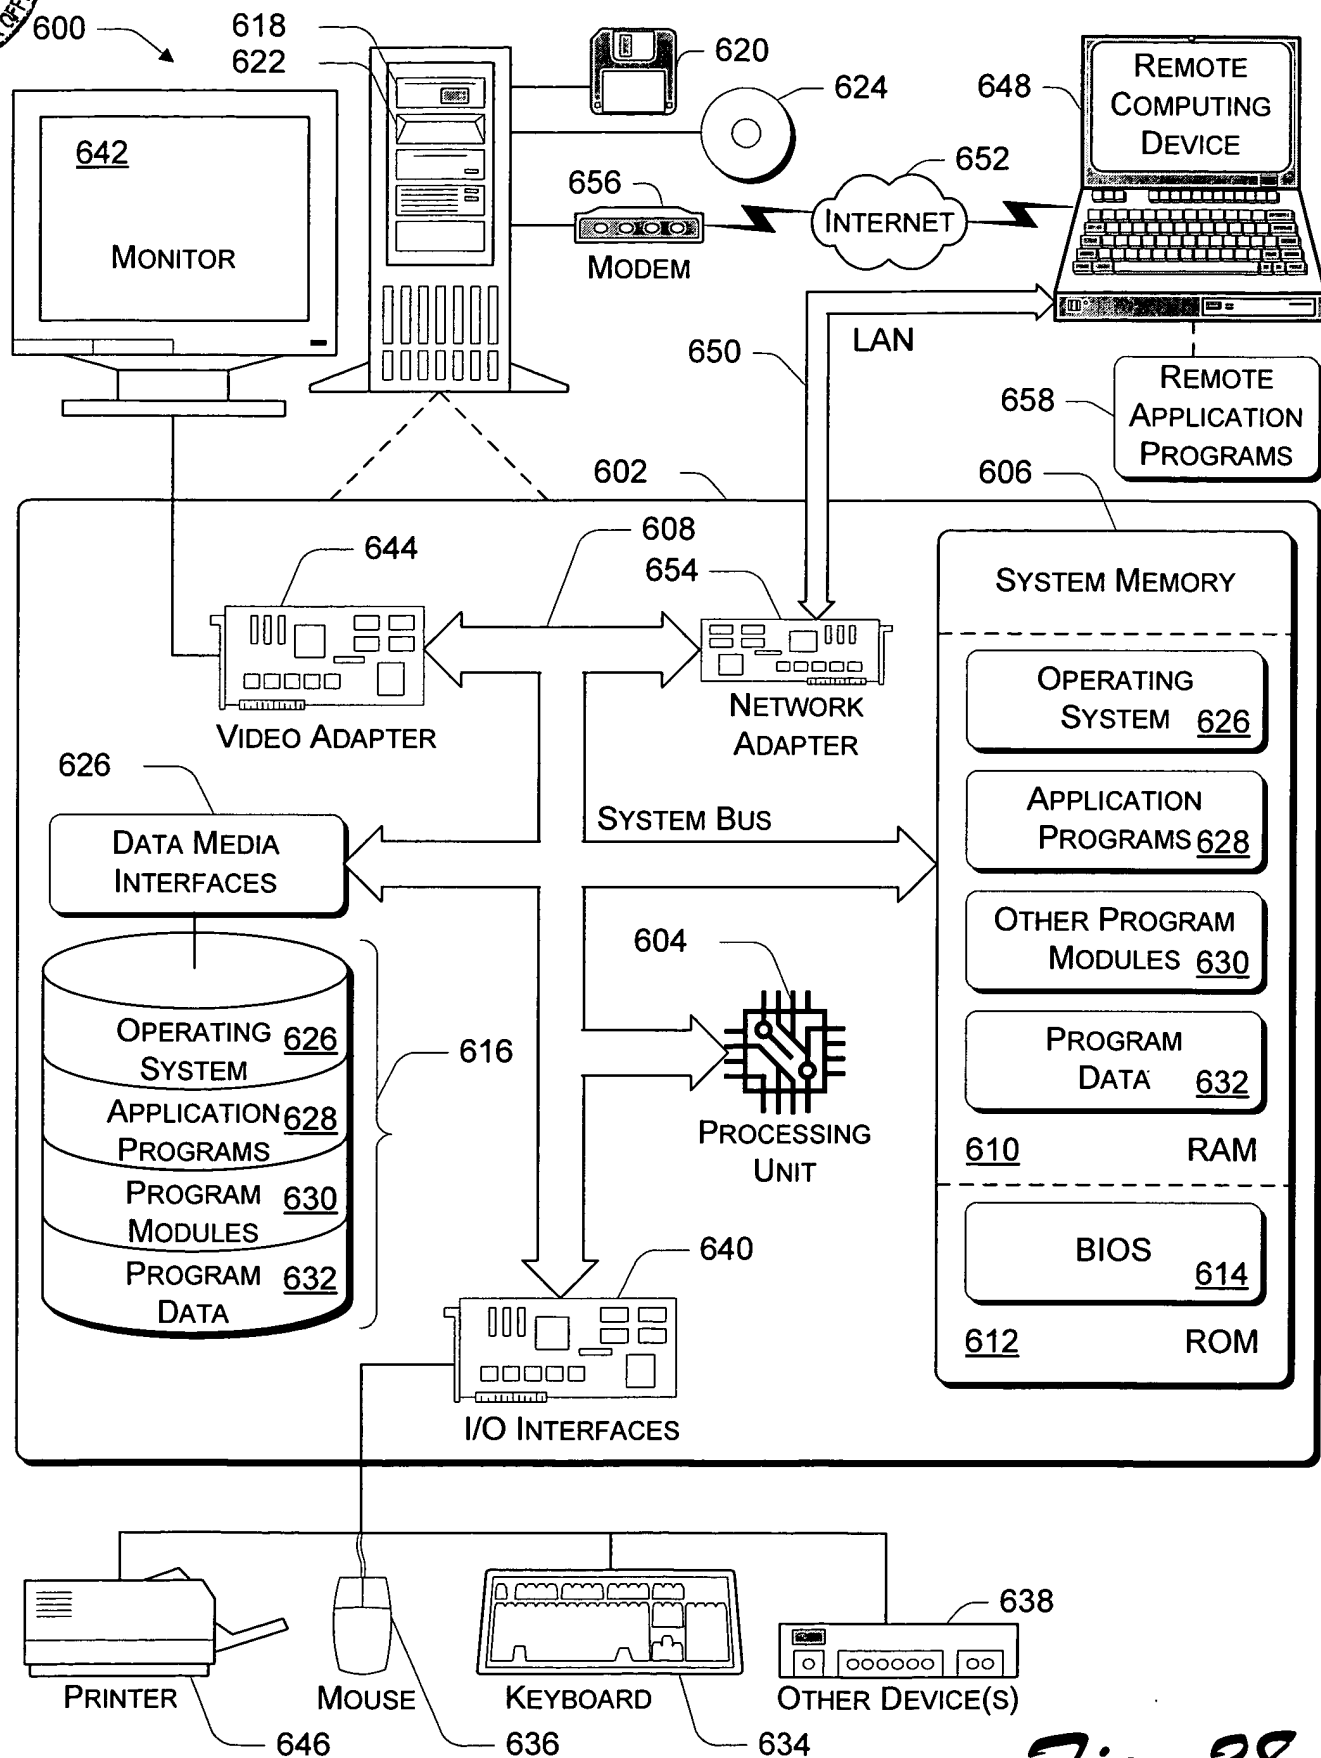 600
618
622
620
624
648
REMOTE
COMPUTING
DEVICE
642
MONITOR
656
MODEM
652
INTERNET
650
LAN
658
REMOTE
APPLICATION
PROGRAMS
602
606
608
644
654
VIDEO ADAPTER
NETWORK
ADAPTER
SYSTEM MEMORY
OPERATING
SYSTEM 626
APPLICATION
PROGRAMS 628
OTHER PROGRAM
MODULES 630
PROGRAM
DATA 632
610 RAM
BIOS
614
612 ROM
626
DATA MEDIA
INTERFACES
SYSTEM BUS
604
PROCESSING
UNIT
OPERATING
SYSTEM 626
APPLICATION
PROGRAMS 628
PROGRAM
MODULES 630
PROGRAM
DATA 632
616
640
I/O INTERFACES
PRINTER
646
MOUSE
636
KEYBOARD
634
638
OTHER DEVICE(S)